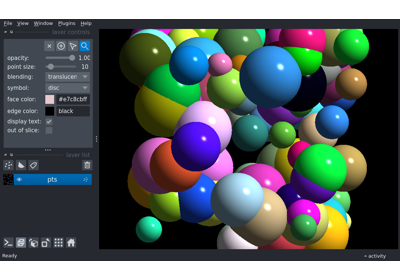 File View Window Plugins Help
layer controls
opacity: 1.00
point size: 10
blending: translucen
symbol: disc
face color: #e7c8cbff
edge color: black
display text:
out of slice:
layer list
pts
Ready
activity